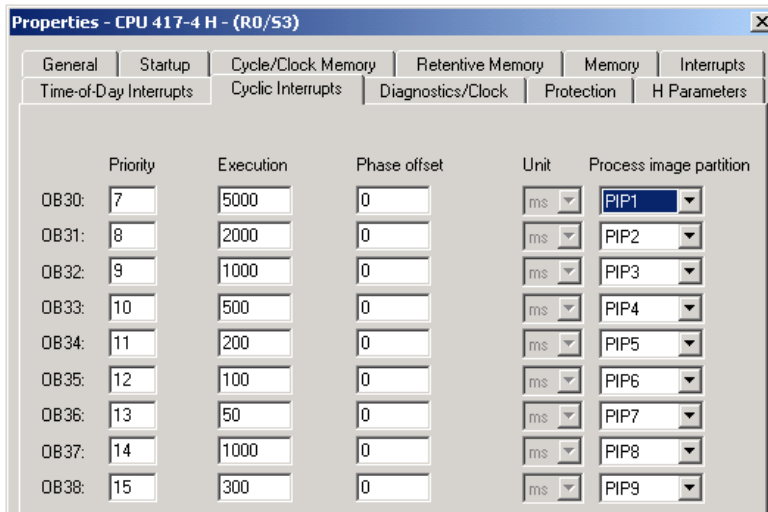 Properties - CPU 417-4 H - (R0/S3)
General Startup Cycle/Clock Memory Retentive Memory Memory Interrupts
Time-of-Day Interrupts Cyclic Interrupts Diagnostics/Clock Protection H Parameters
Priority Execution Phase offset Unit Process image partition
OB30: 7 5000 0 ms PIP1
OB31: 8 2000 0 ms PIP2
OB32: 9 1000 0 ms PIP3
OB33: 10 500 0 ms PIP4
OB34: 11 200 0 ms PIP5
OB35: 12 100 0 ms PIP6
OB36: 13 50 0 ms PIP7
OB37: 14 1000 0 ms PIP8
OB38: 15 300 0 ms PIP9